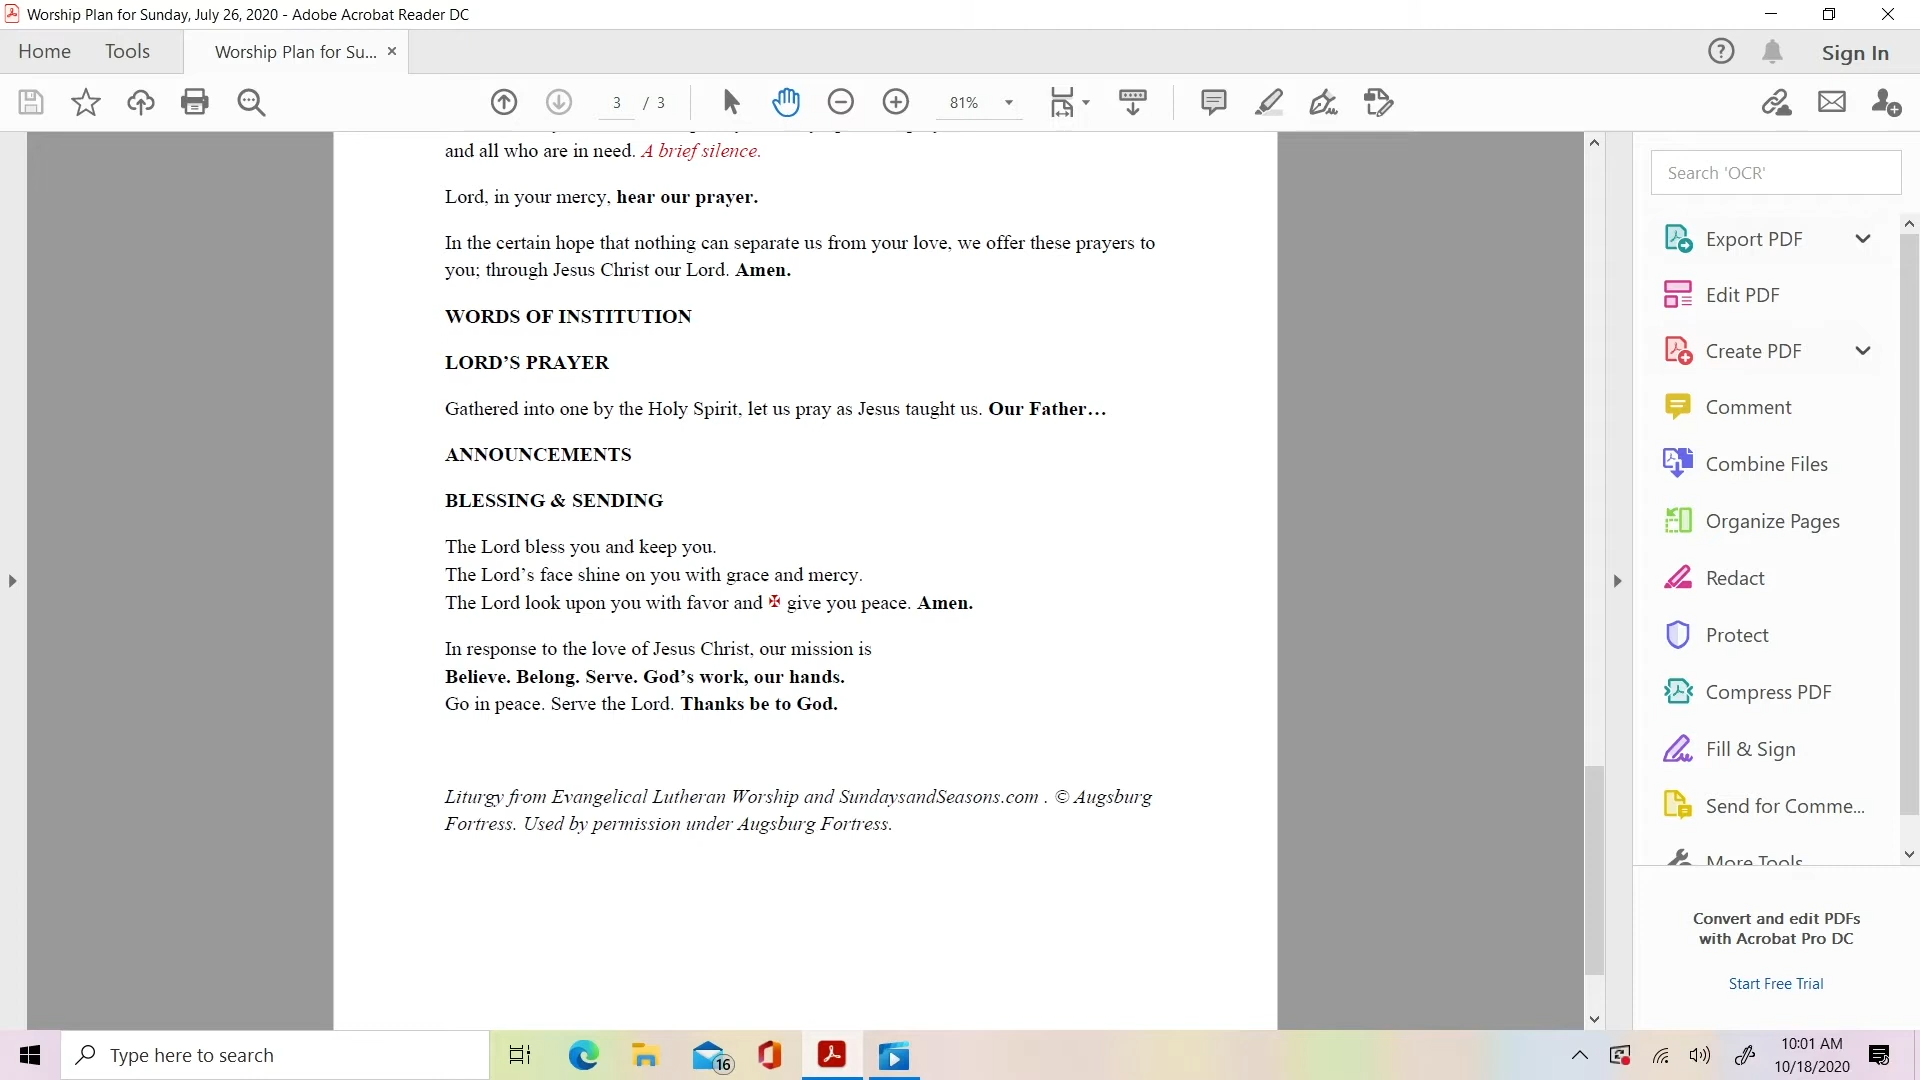 Worship Plan for Sunday, July 26, 2020 - Adobe Acrobat Reader DC
Home
Tools
Worship Plan for Su... ×
Sign In
3 / 3
81%
and all who are in need. A brief silence.
Lord, in your mercy, hear our prayer.
In the certain hope that nothing can separate us from your love, we offer these prayers to
you; through Jesus Christ our Lord. Amen.
WORDS OF INSTITUTION
LORD’S PRAYER
Gathered into one by the Holy Spirit, let us pray as Jesus taught us. Our Father…
ANNOUNCEMENTS
BLESSING & SENDING
The Lord bless you and keep you.
The Lord’s face shine on you with grace and mercy.
The Lord look upon you with favor and ✠ give you peace. Amen.
In response to the love of Jesus Christ, our mission is
Believe. Belong. Serve. God’s work, our hands.
Go in peace. Serve the Lord. Thanks be to God.
Liturgy from Evangelical Lutheran Worship and SundaysandSeasons.com . © Augsburg
Fortress. Used by permission under Augsburg Fortress.
Search 'OCR'
Export PDF
Edit PDF
Create PDF
Comment
Combine Files
Organize Pages
Redact
Protect
Compress PDF
Fill & Sign
Send for Comme...
More Tools
Convert and edit PDFs
with Acrobat Pro DC
Start Free Trial
Type here to search
16
10:01 AM
10/18/2020